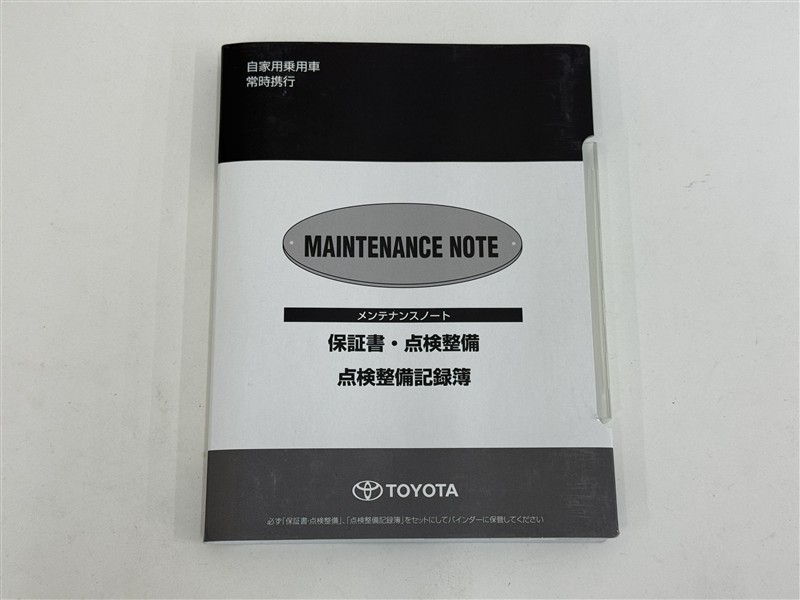 自家用乗用車
常時携行
MAINTENANCE NOTE
メンテナンスノート
保証書・点検整備
点検整備記録簿
TOYOTA
必ず「保証書・点検整備」、「点検整備記録簿」をセットにしてバインダーに保管してください